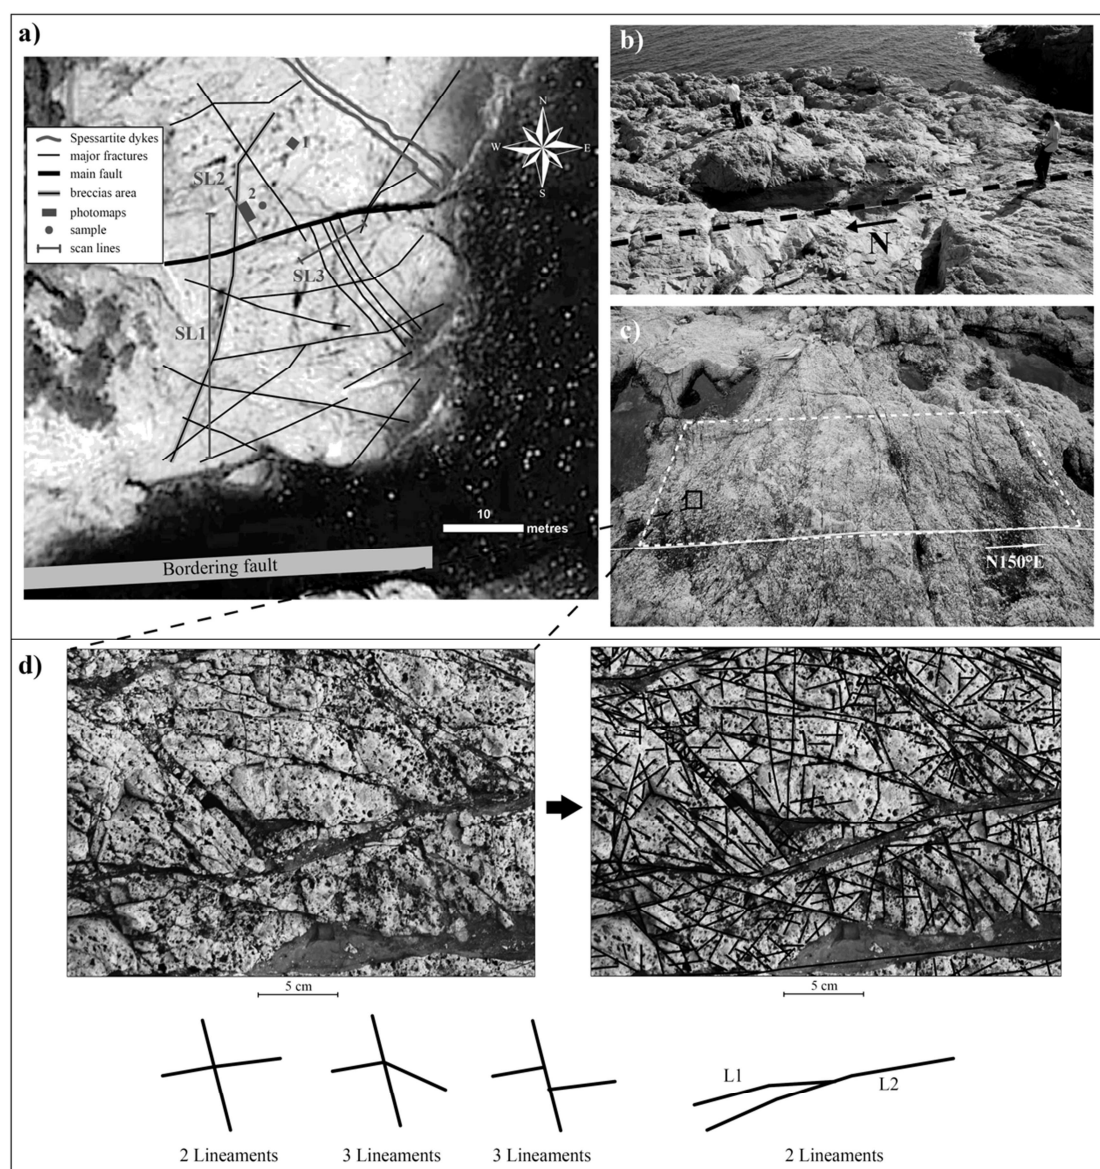 a)
N
W
E
S
Spessartite dykes
major fractures
main fault
breccias area
photomaps
sample
scan lines
1
SL2
2
SL3
SL1
10
metres
Bordering fault
b)
N
c)
N150°E
d)
5 cm
5 cm
L1
L2
2 Lineaments
3 Lineaments
3 Lineaments
2 Lineaments